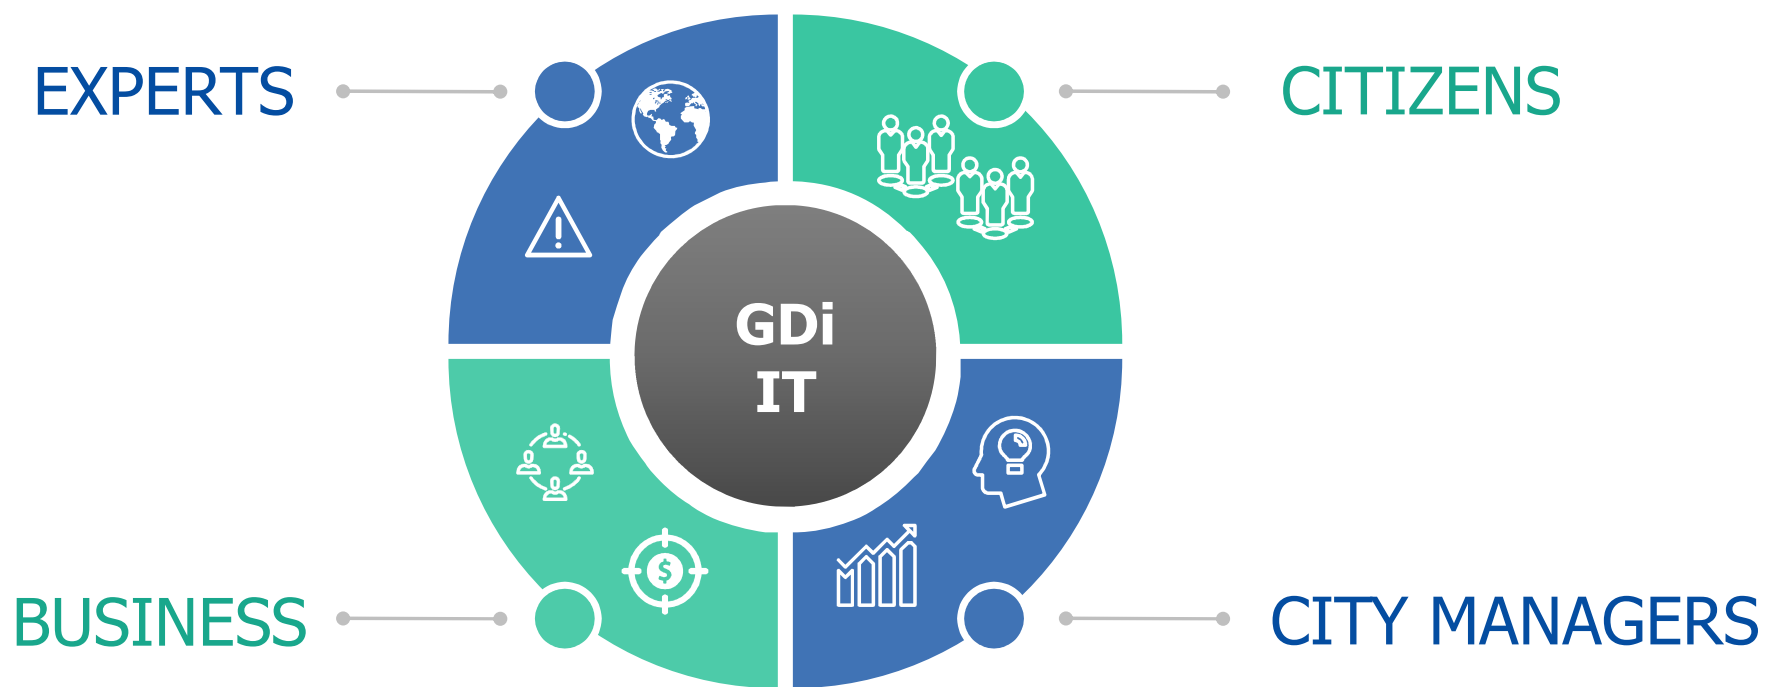 EXPERTS
CITIZENS
GDi
IT
$
BUSINESS
CITY MANAGERS